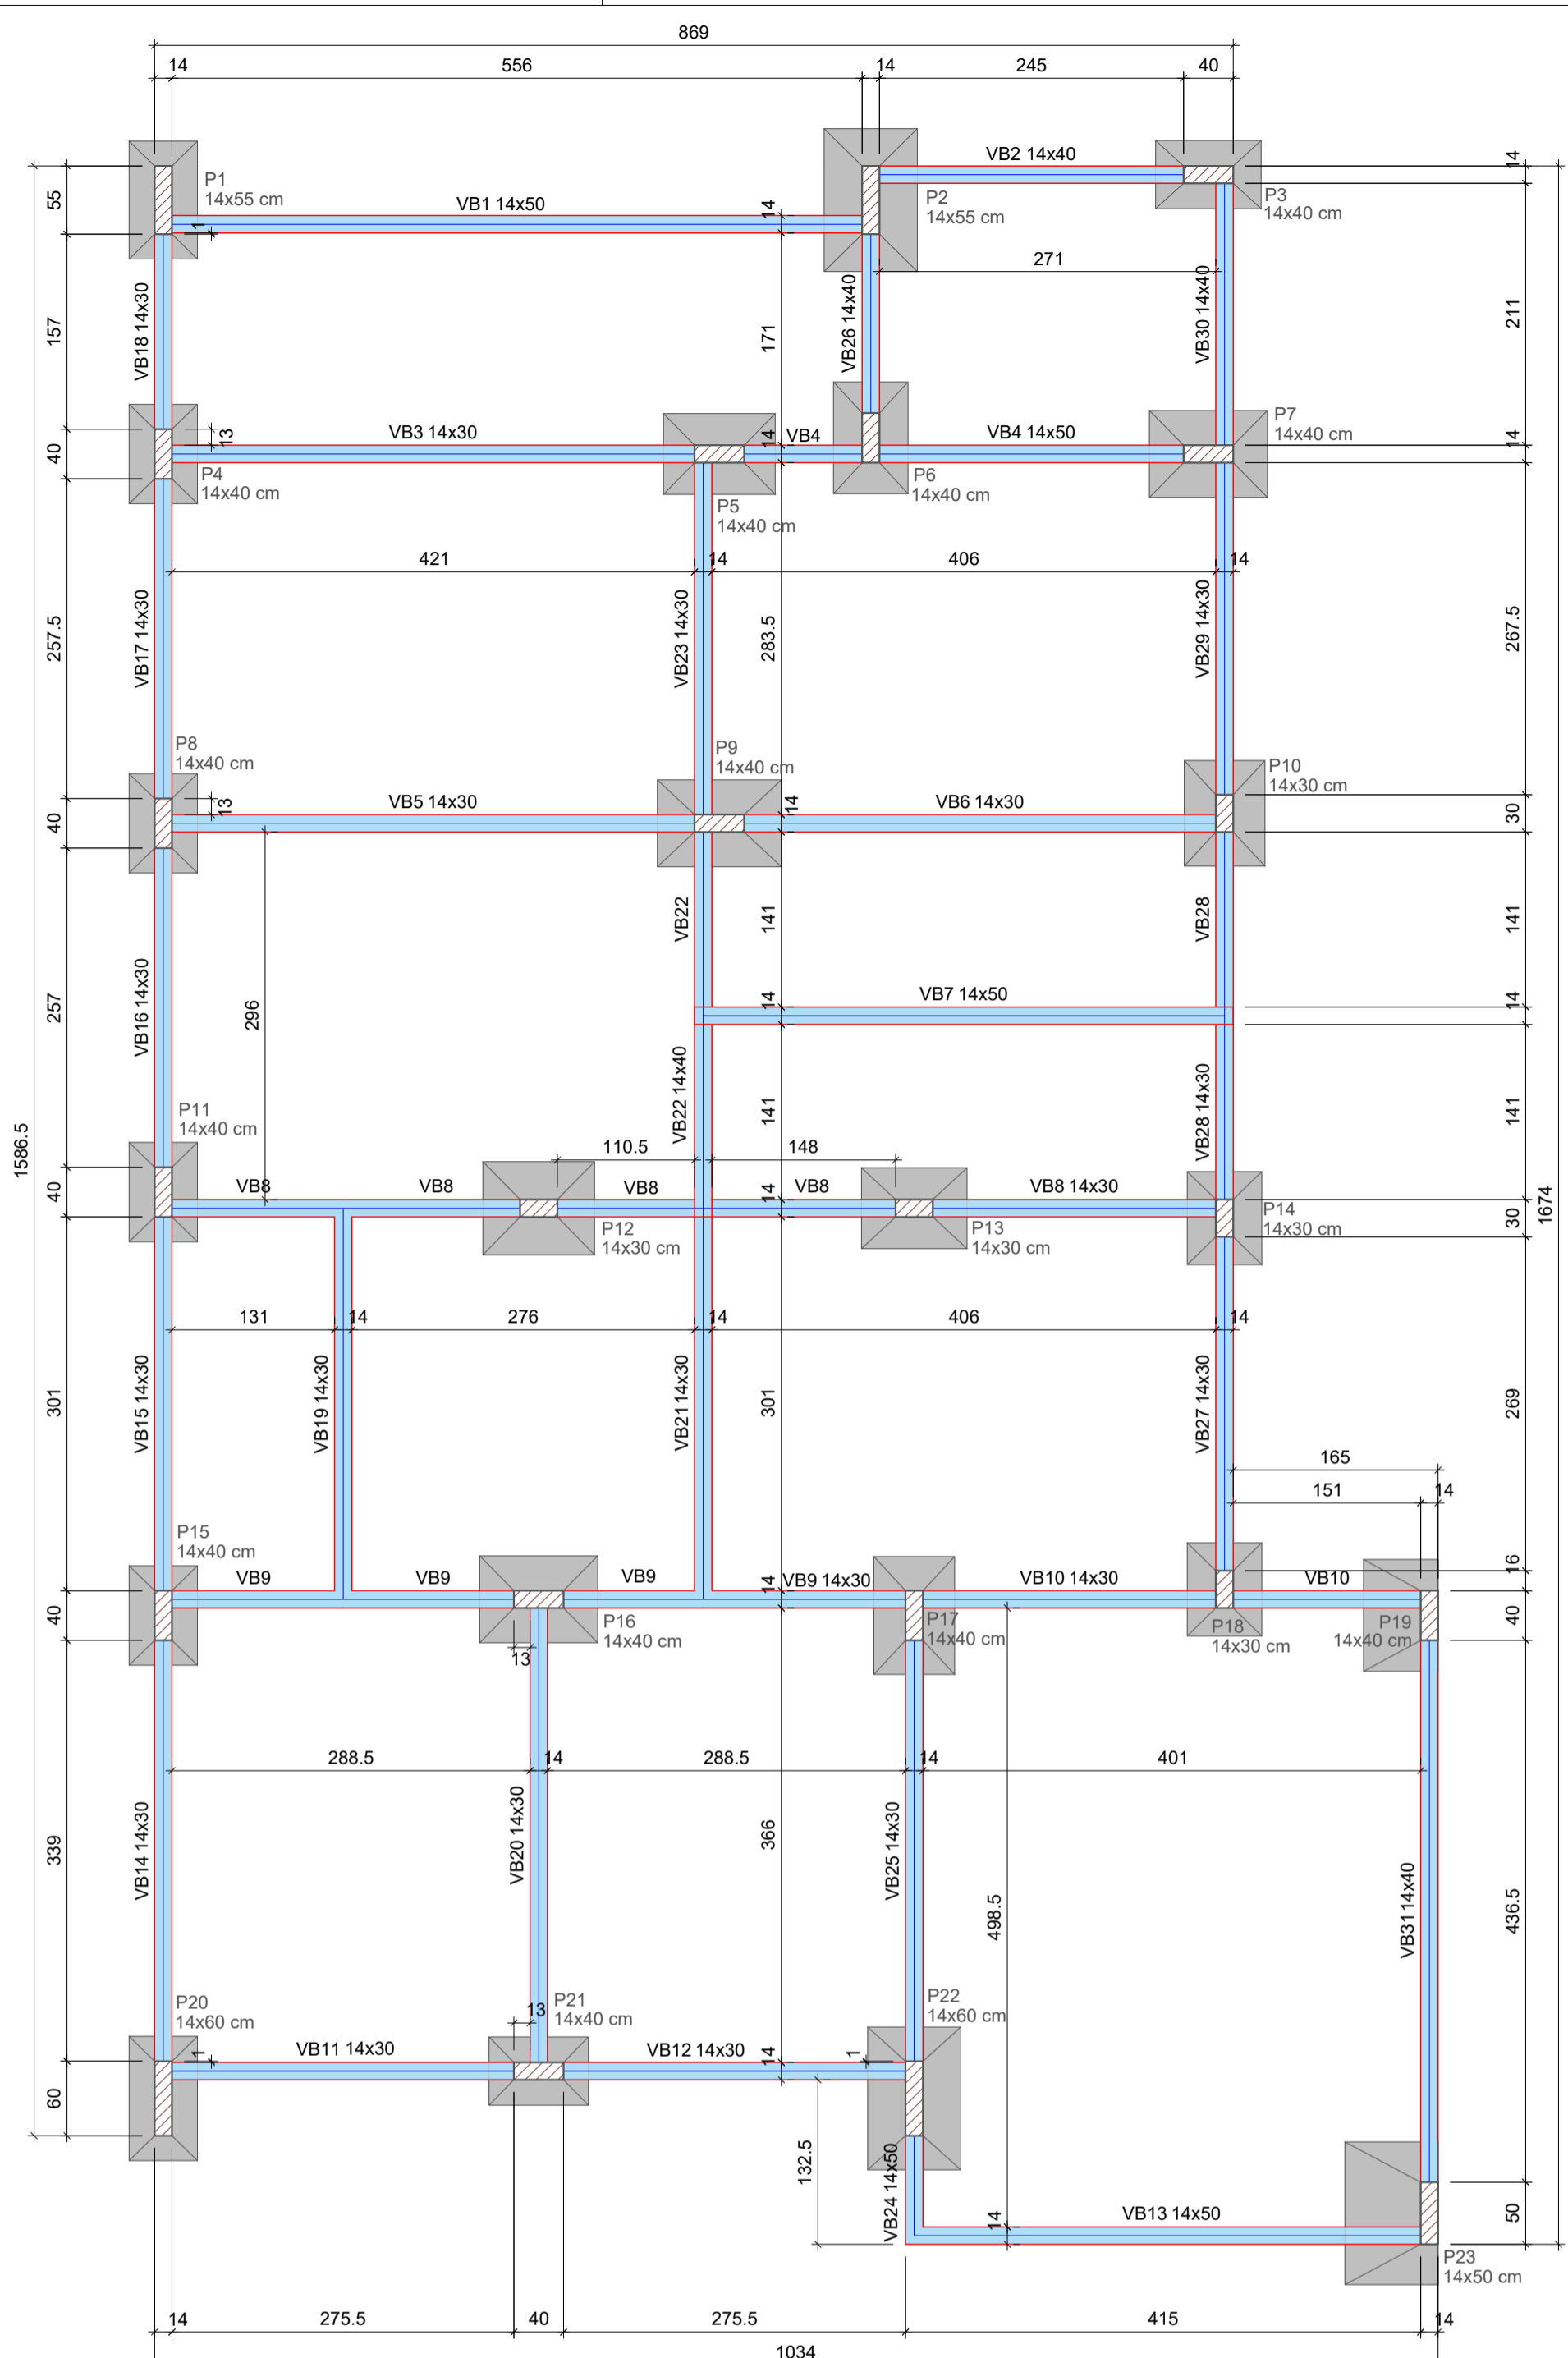 869
14 556 14 245 40
VB2 14x40
14
P1
14x55 cm
55
VB1 14x50
14
P2
14x55 cm
P3
14x40 cm
1
271
VB18 14x30
157
171
VB26 14x40
VB30 14x40
211
13
40
VB3 14x30
14
VB4
VB4 14x50
P7
14x40 cm
14
P4
14x40 cm
P5
14x40 cm
P6
14x40 cm
421 14 406 14
257.5
VB17 14x30
VB23 14x30
283.5
VB29 14x30
267.5
P8
14x40 cm
P9
14x40 cm
P10
14x30 cm
40
13
VB5 14x30
14
VB6 14x30
30
VB22
141
VB28
141
257
VB16 14x30
296
14
VB7 14x50
14
VB22 14x40
141
VB28 14x30
141
P11
14x40 cm
110.5 148
1586.5
40
VB8
VB8
VB8
14
VB8
VB8 14x30
P14
14x30 cm
30
1674
P12
14x30 cm
P13
14x30 cm
131 14 276 14 406 14
301
VB15 14x30
VB19 14x30
VB21 14x30
301
VB27 14x30
269
165
151 14
P15
14x40 cm
16
40
VB9
VB9
VB9
14
VB9 14x30
VB10 14x30
VB10
40
P16
14x40 cm
P17
14x40 cm
P18
14x30 cm
P19
14x40 cm
13
288.5 14 288.5 14 401
339
VB14 14x30
VB20 14x30
366
VB25 14x30
498.5
VB31 14x40
436.5
P20
14x60 cm
13
P21
14x40 cm
P22
14x60 cm
1
VB11 14x30
VB12 14x30
14
1
60
132.5
VB24 14x50
14
VB13 14x50
50
P23
14x50 cm
14 275.5 40 275.5 415 14
1034